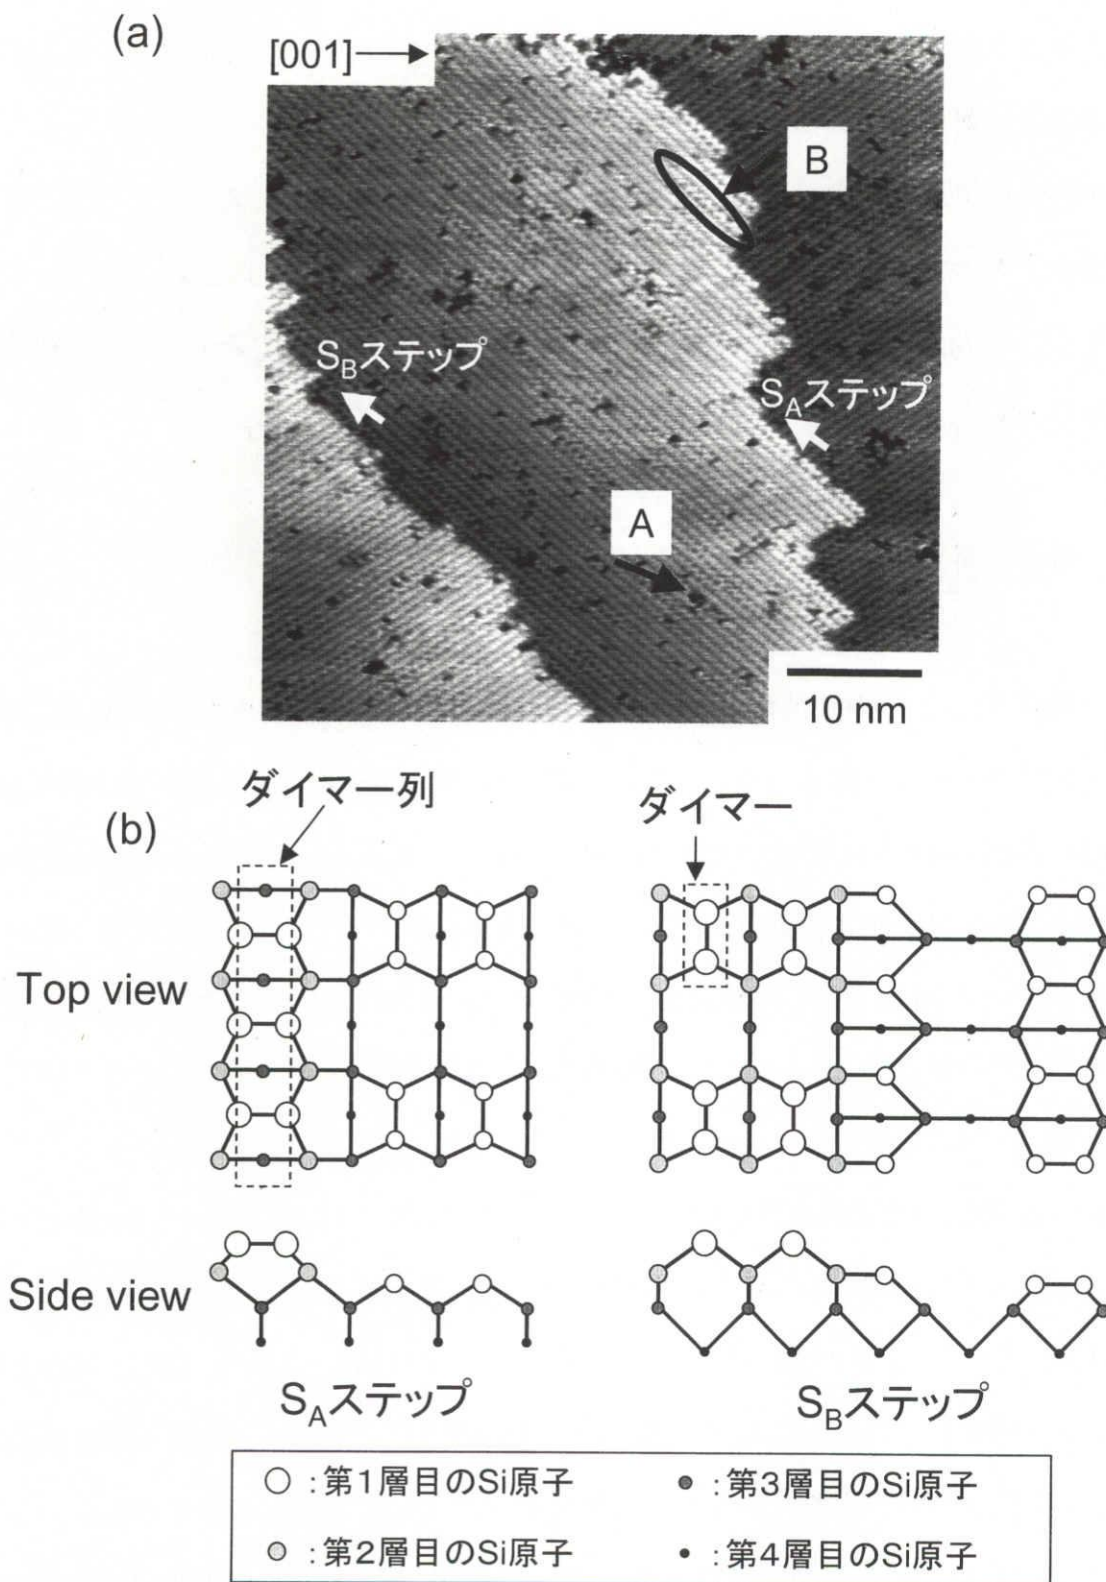 (a)
[001]
B
SBステップ
SAステップ
A
10 nm
(b)
ダイマー列
ダイマー
Top view
Side view
SAステップ
SBステップ
:第1層目のSi原子
:第3層目のSi原子
:第2層目のSi原子
:第4層目のSi原子